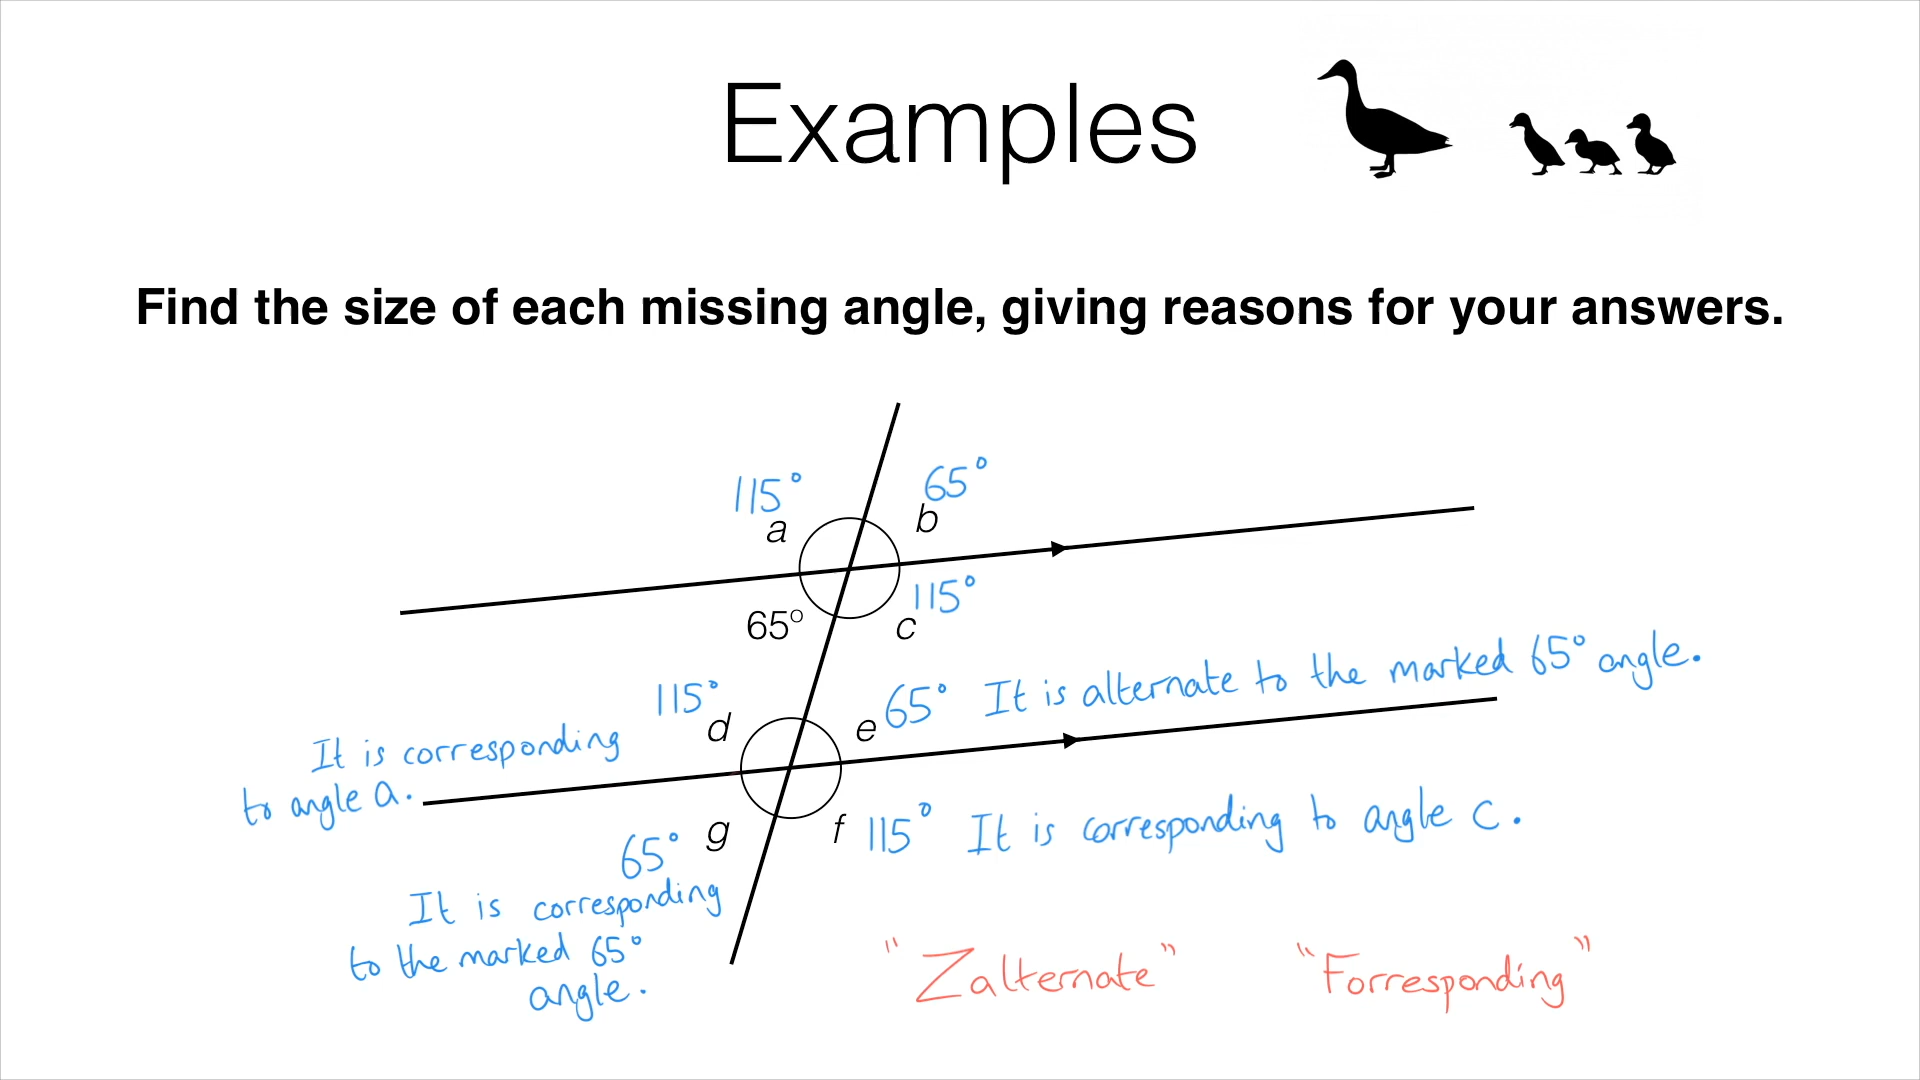 Examples
Find the size of each missing angle, giving reasons for your answers.
115° 65°
a b
115°
65° c
115°
d e 65° It is alternate to the marked 65° angle.
It is corresponding
to angle a.
65° g f 115° It is corresponding to angle c.
It is corresponding
to the marked 65°
angle.
"Zalternate" "Forresponding"